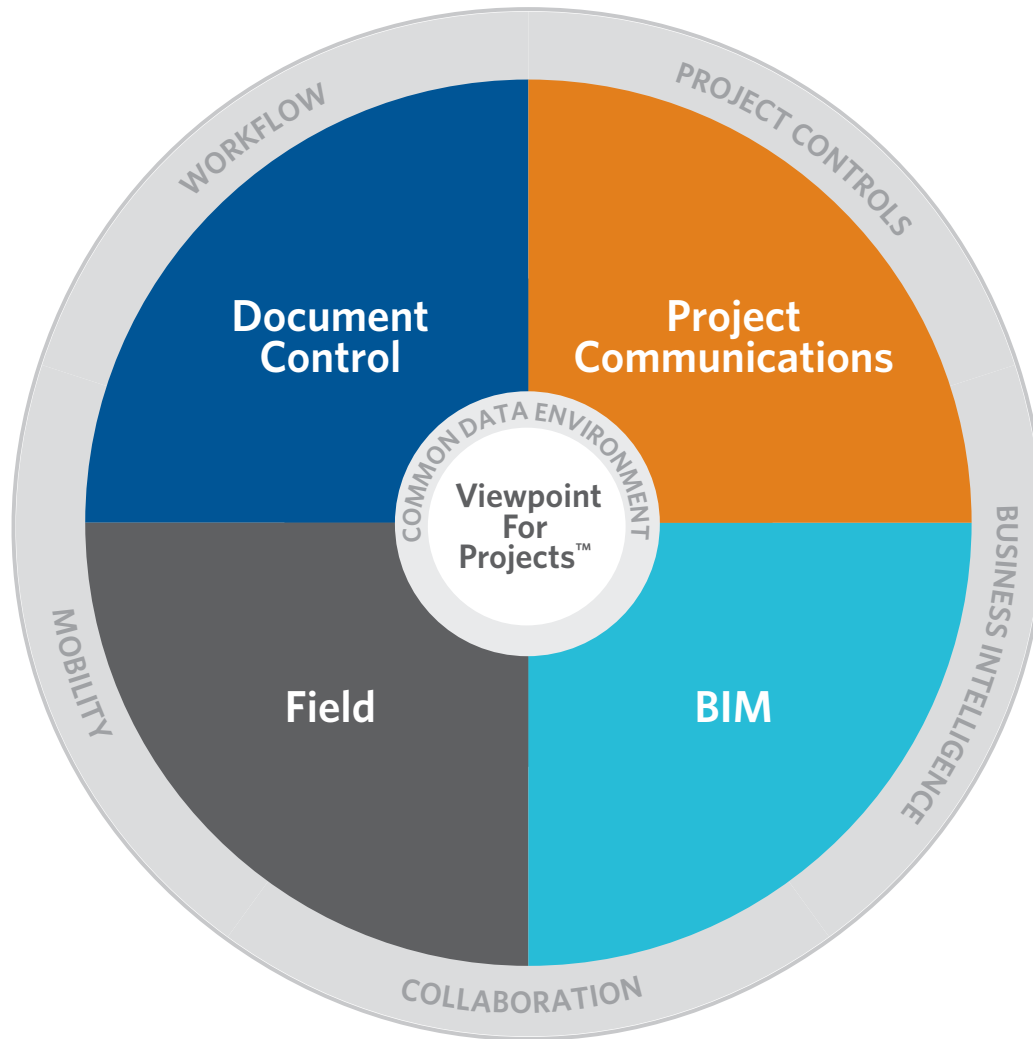 WORKFLOW
PROJECT CONTROLS
Document
Control
Project
Communications
COMMON DATA ENVIRONMENT
Viewpoint
For
Projects™
BUSINESS INTELLIGENCE
MOBILITY
Field
BIM
COLLABORATION